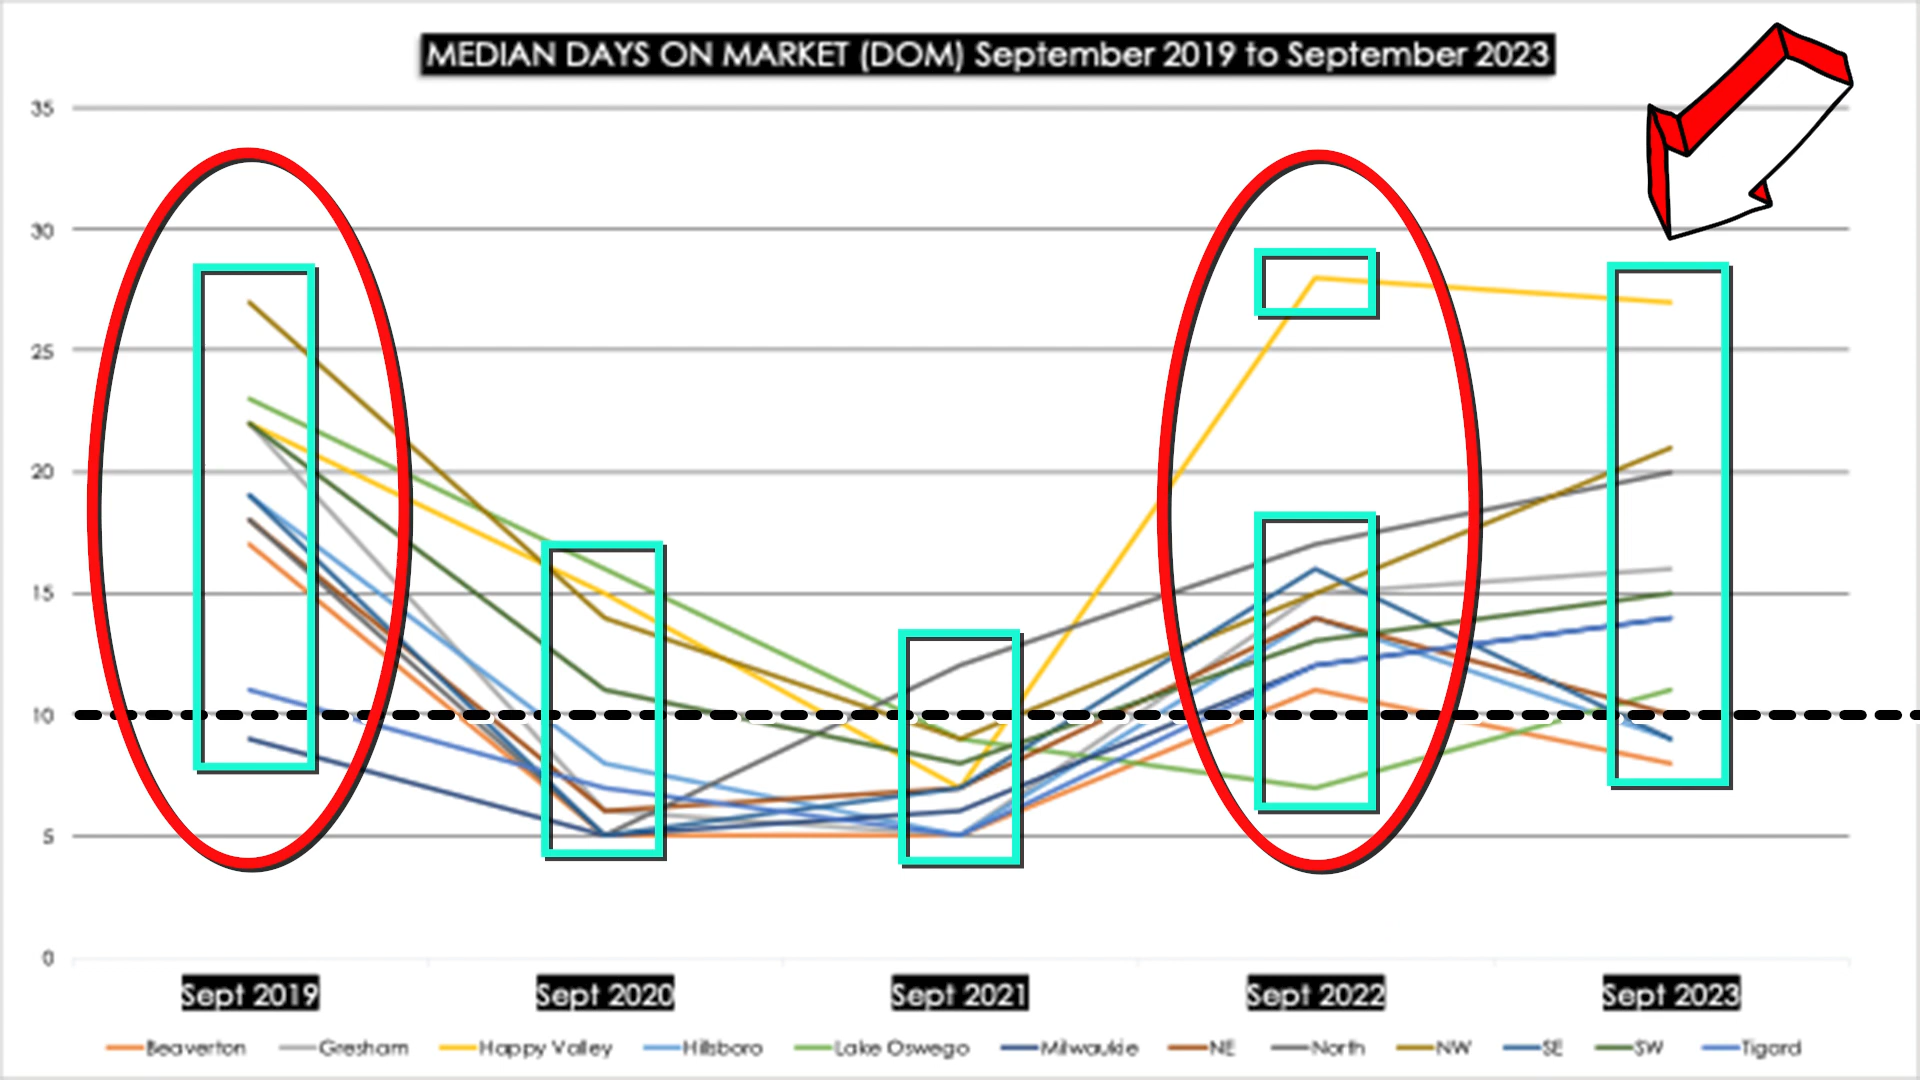 MEDIAN DAYS ON MARKET (DOM) September 2019 to September 2023
35
30
25
20
15
10
5
0
Sept 2019 Sept 2020 Sept 2021 Sept 2022 Sept 2023
Beaverton Gresham Happy Valley Hillsboro Lake Oswego Milwaukie NE North NW SE SW Tigard